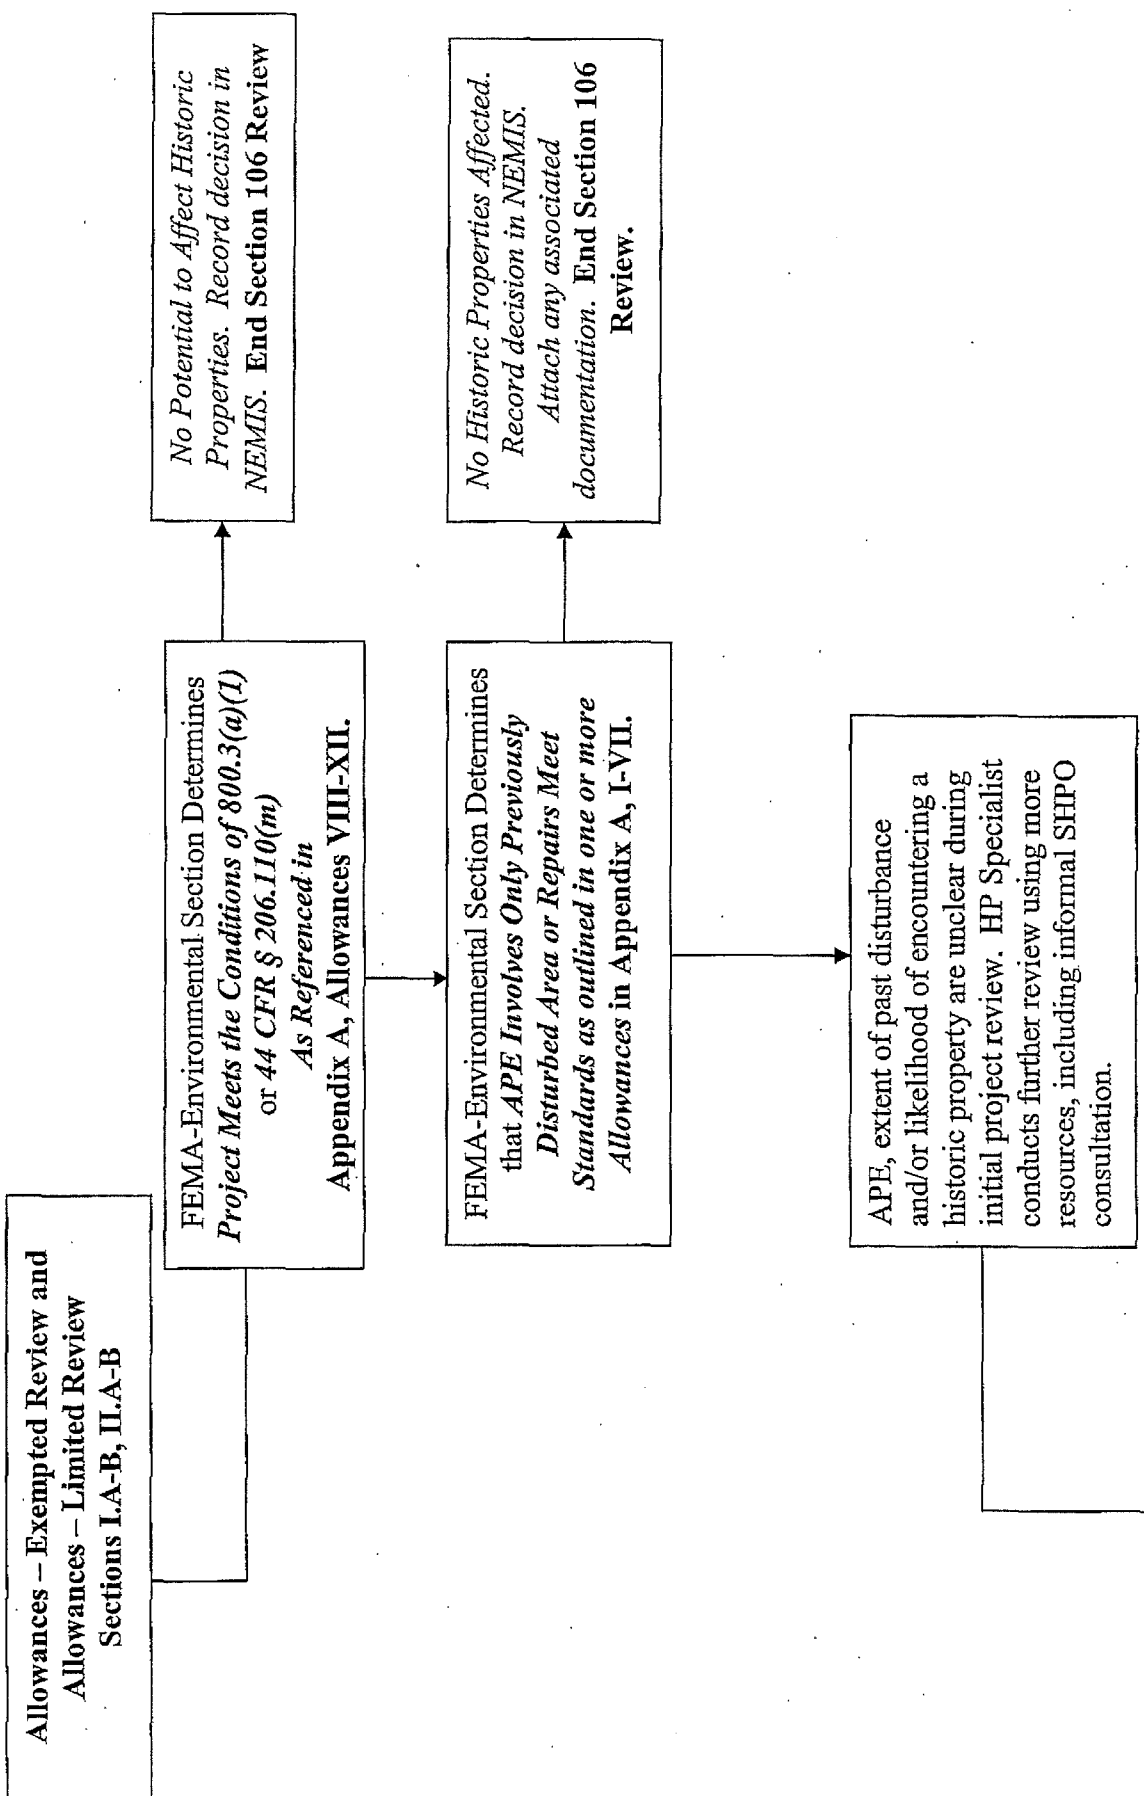 Allowances – Exempted Review and
Allowances – Limited Review
Sections I.A-B, II.A-B
FEMA-Environmental Section Determines
Project Meets the Conditions of 800.3(a)(1)
or 44 CFR § 206.110(m)
As Referenced in
Appendix A, Allowances VIII-XII.
No Potential to Affect Historic
Properties. Record decision in
NEMIS. End Section 106 Review
FEMA-Environmental Section Determines
that APE Involves Only Previously
Disturbed Area or Repairs Meet
Standards as outlined in one or more
Allowances in Appendix A, I-VII.
No Historic Properties Affected.
Record decision in NEMIS.
Attach any associated
documentation. End Section 106
Review.
APE, extent of past disturbance
and/or likelihood of encountering a
historic property are unclear during
initial project review. HP Specialist
conducts further review using more
resources, including informal SHPO
consultation.